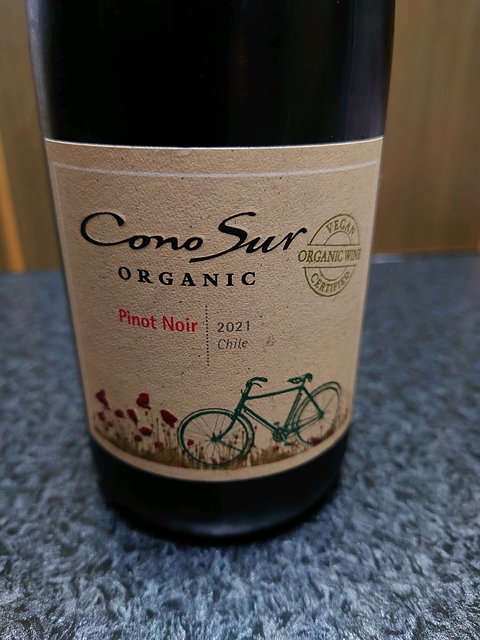 Cono Sur
ORGANIC
VEGAN
ORGANIC WINE
CERTIFIED
Pinot Noir
2021
Chile